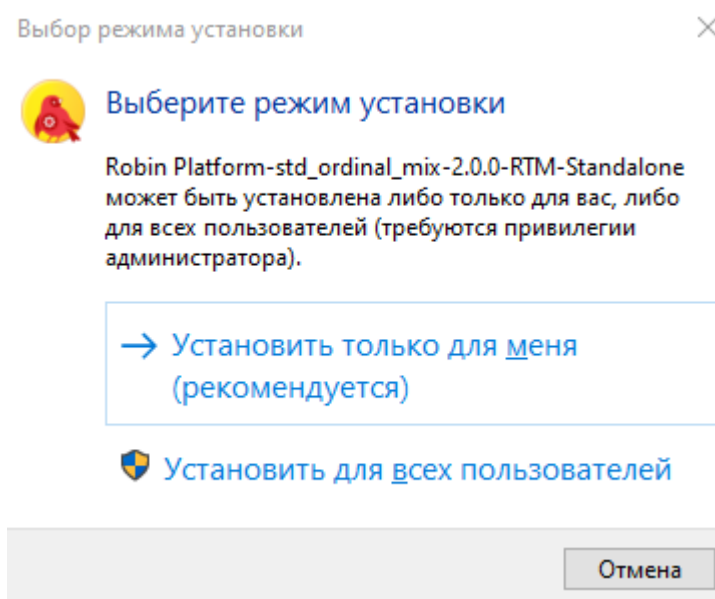 Выбор режима установки
Выберите режим установки
Robin Platform-std_ordinal_mix-2.0.0-RTM-Standalone
может быть установлена либо только для вас, либо
для всех пользователей (требуются привилегии
администратора).
Установить только для меня
(рекомендуется)
Установить для всех пользователей
Отмена